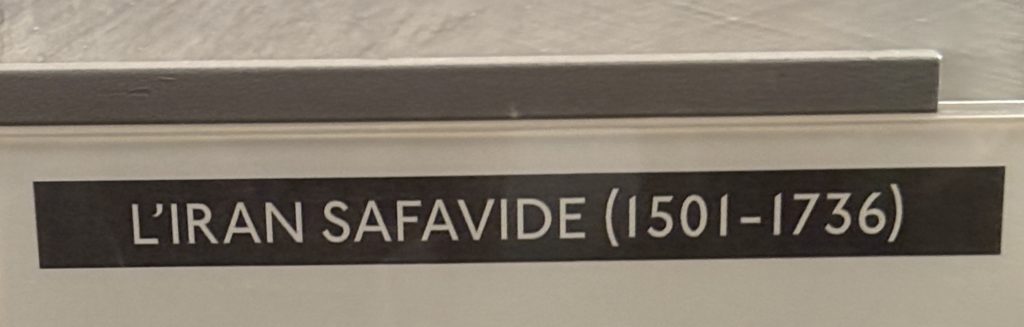 L'IRAN SAFAVIDE (1501-1736)